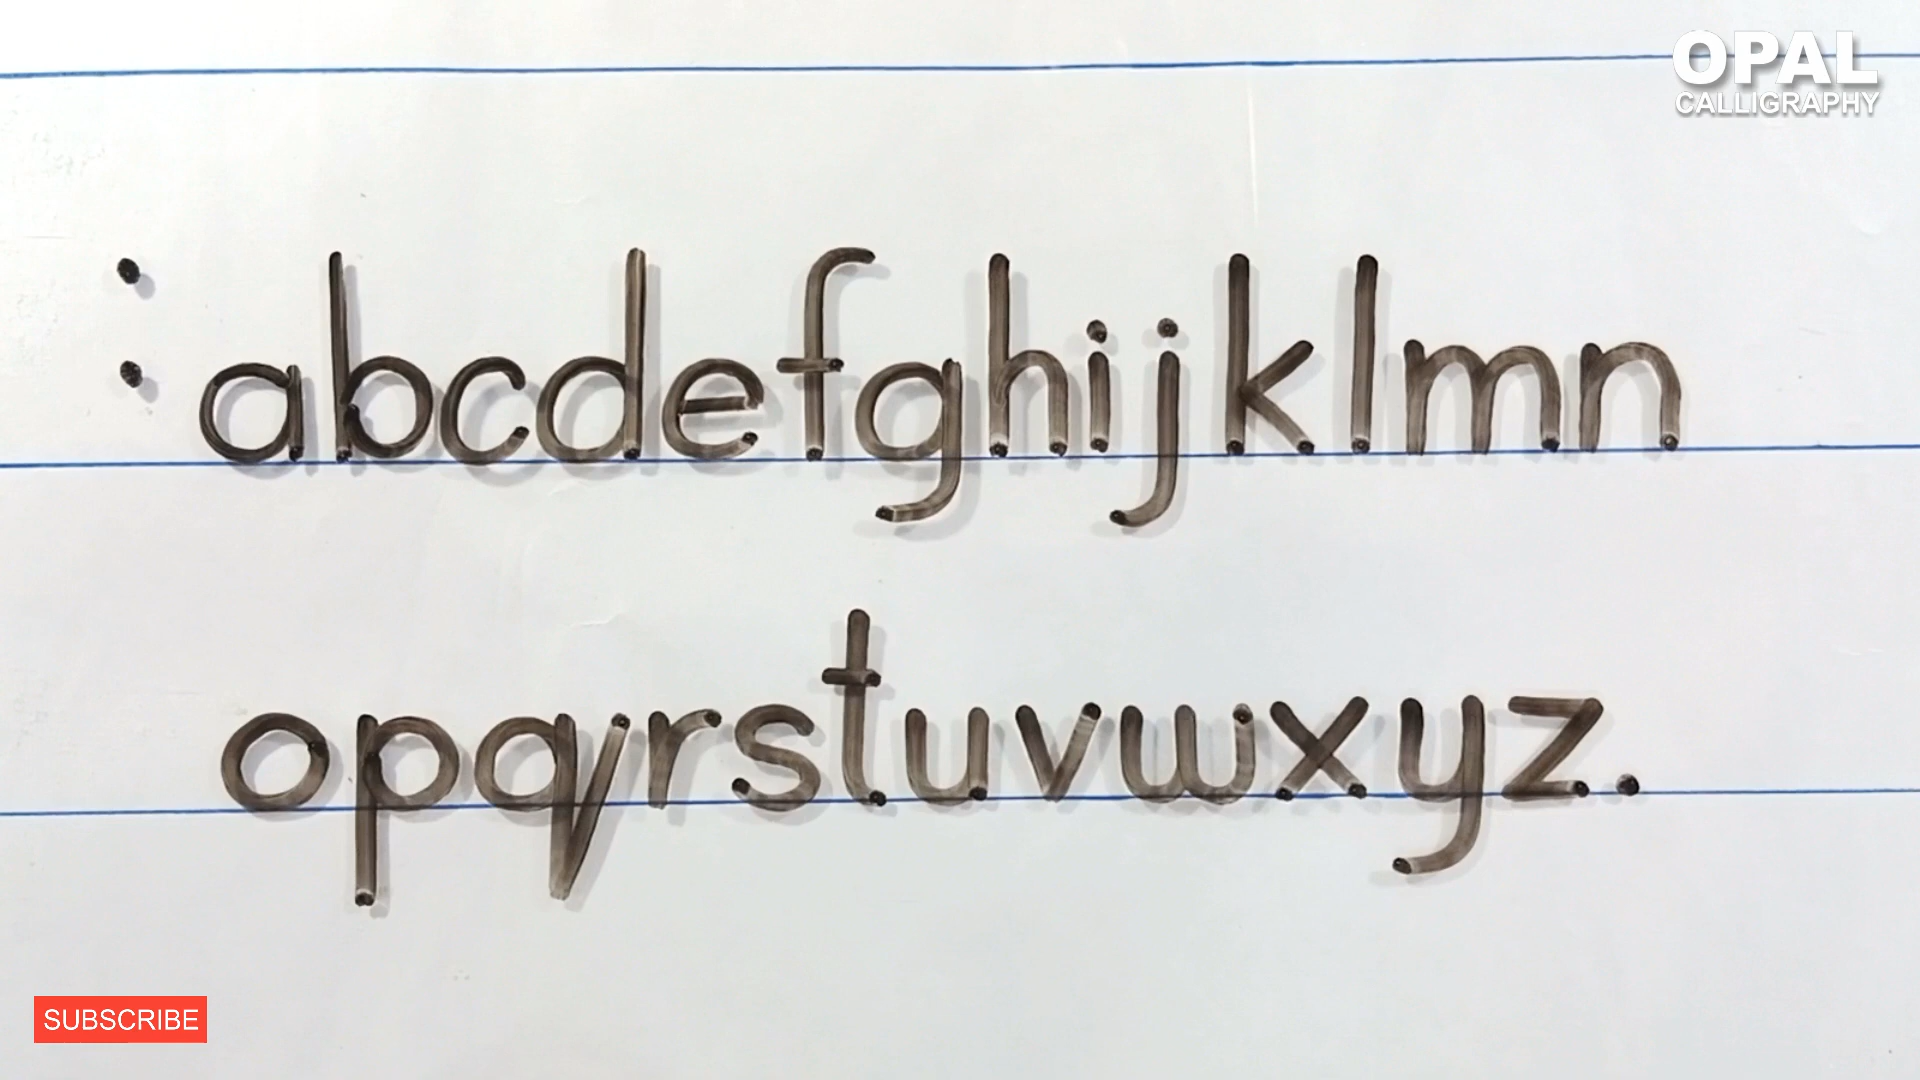 OPAL
CALLIGRAPHY
: abcdefghijklmn
opqrstuvwxyz.
SUBSCRIBE